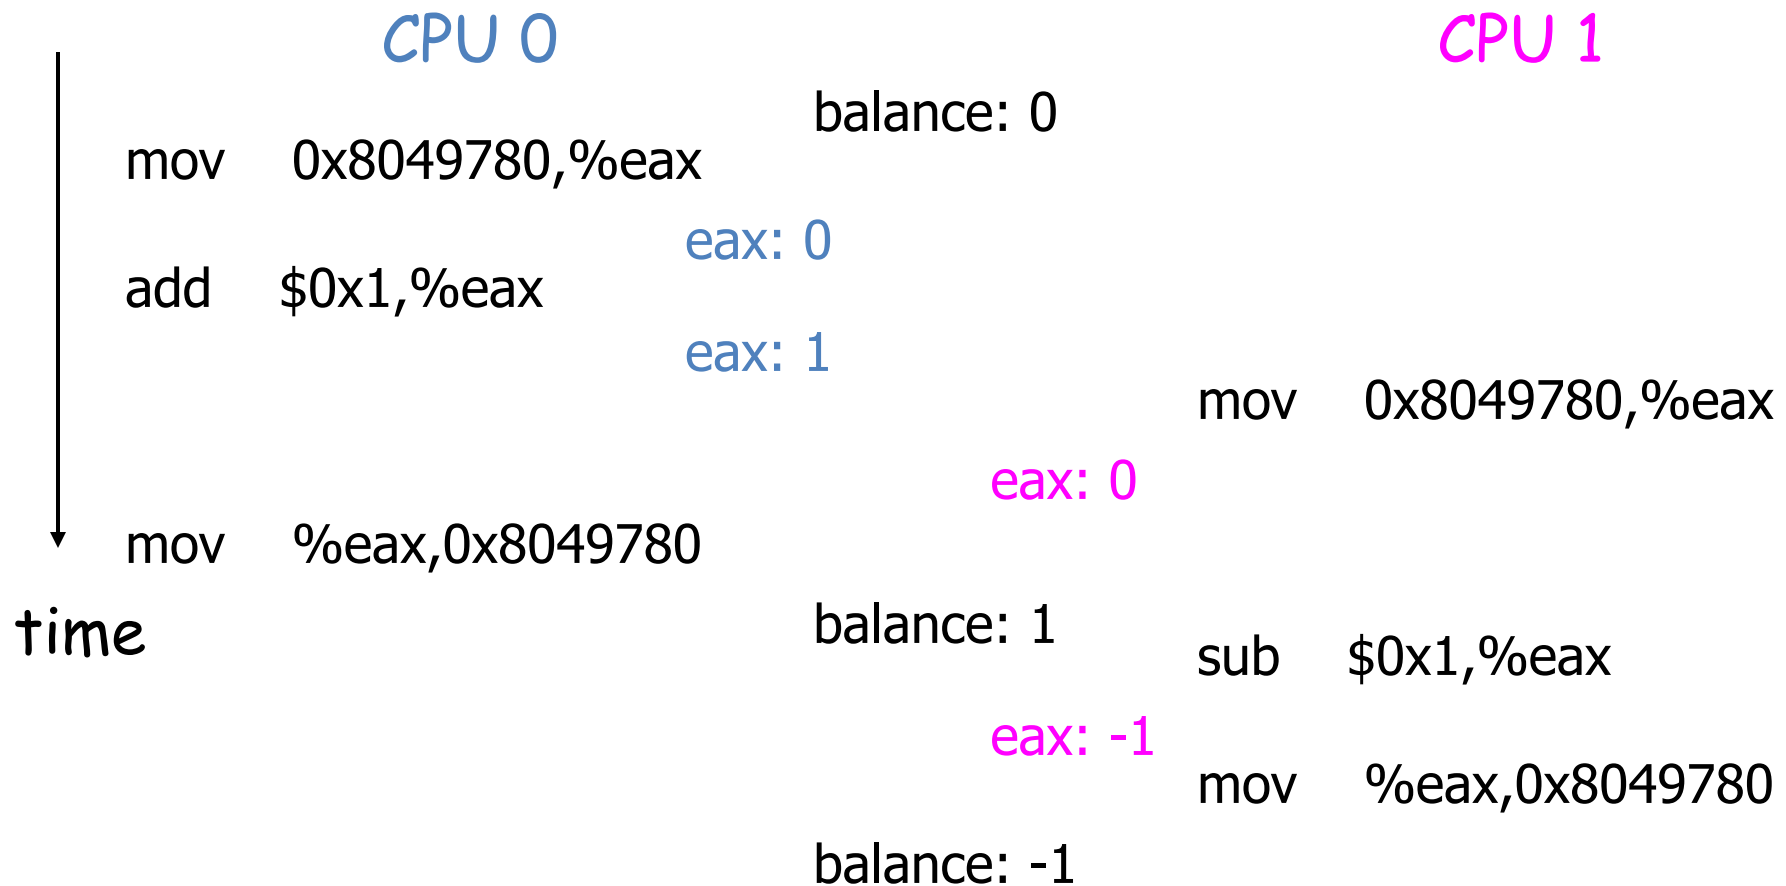 CPU 0
CPU 1
balance: 0
mov 0x8049780,%eax
eax: 0
add $0x1,%eax
eax: 1
mov 0x8049780,%eax
eax: 0
mov %eax,0x8049780
balance: 1
time
sub $0x1,%eax
eax: -1
mov %eax,0x8049780
balance: -1